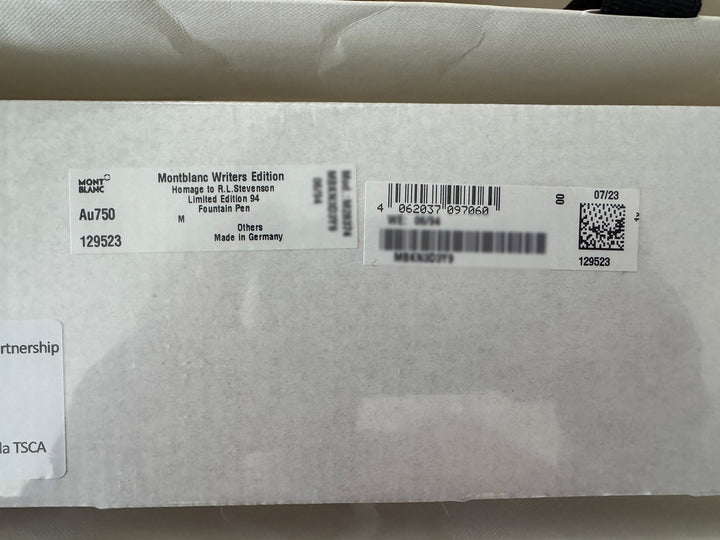 MONT
BLANC
Au750
129523
Montblanc Writers Edition
Homage to R.L.Stevenson
Limited Edition 94
Fountain Pen
M
Others
Made in Germany
4 062037 097060
00
07/23
129523
rtnership
la TSCA